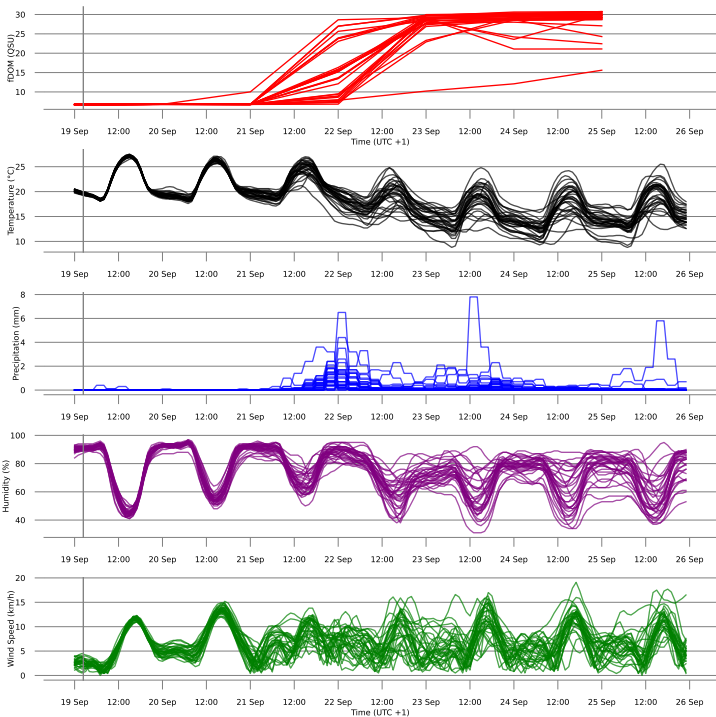 30
25
20
15
10
fDOM (QSU)
19 Sep 12:00 20 Sep 12:00 21 Sep 12:00 22 Sep 12:00 23 Sep 12:00 24 Sep 12:00 25 Sep 12:00 26 Sep
Time (UTC +1)
25
20
15
10
Temperature (°C)
19 Sep 12:00 20 Sep 12:00 21 Sep 12:00 22 Sep 12:00 23 Sep 12:00 24 Sep 12:00 25 Sep 12:00 26 Sep
8
6
4
2
0
Precipitation (mm)
19 Sep 12:00 20 Sep 12:00 21 Sep 12:00 22 Sep 12:00 23 Sep 12:00 24 Sep 12:00 25 Sep 12:00 26 Sep
100
80
60
40
Humidity (%)
19 Sep 12:00 20 Sep 12:00 21 Sep 12:00 22 Sep 12:00 23 Sep 12:00 24 Sep 12:00 25 Sep 12:00 26 Sep
20
15
10
5
0
Wind Speed (km/h)
19 Sep 12:00 20 Sep 12:00 21 Sep 12:00 22 Sep 12:00 23 Sep 12:00 24 Sep 12:00 25 Sep 12:00 26 Sep
Time (UTC +1)